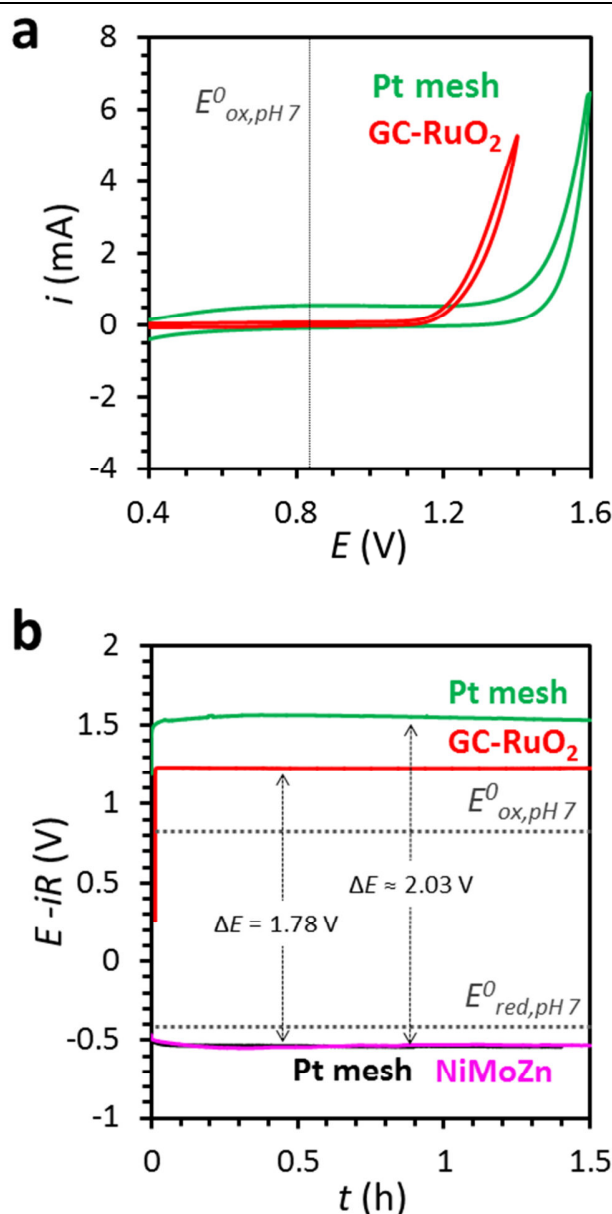 a
8
6
4
2
0
-2
-4
i (mA)
E⁰ox,pH 7
Pt mesh
GC-RuO₂
0.4 0.8 1.2 1.6
E (V)
b
2
1.5
1
0.5
0
-0.5
-1
E -iR (V)
Pt mesh
GC-RuO₂
E⁰ox,pH 7
ΔE ≈ 2.03 V
ΔE = 1.78 V
E⁰red,pH 7
Pt mesh NiMoZn
0 0.5 1 1.5
t (h)